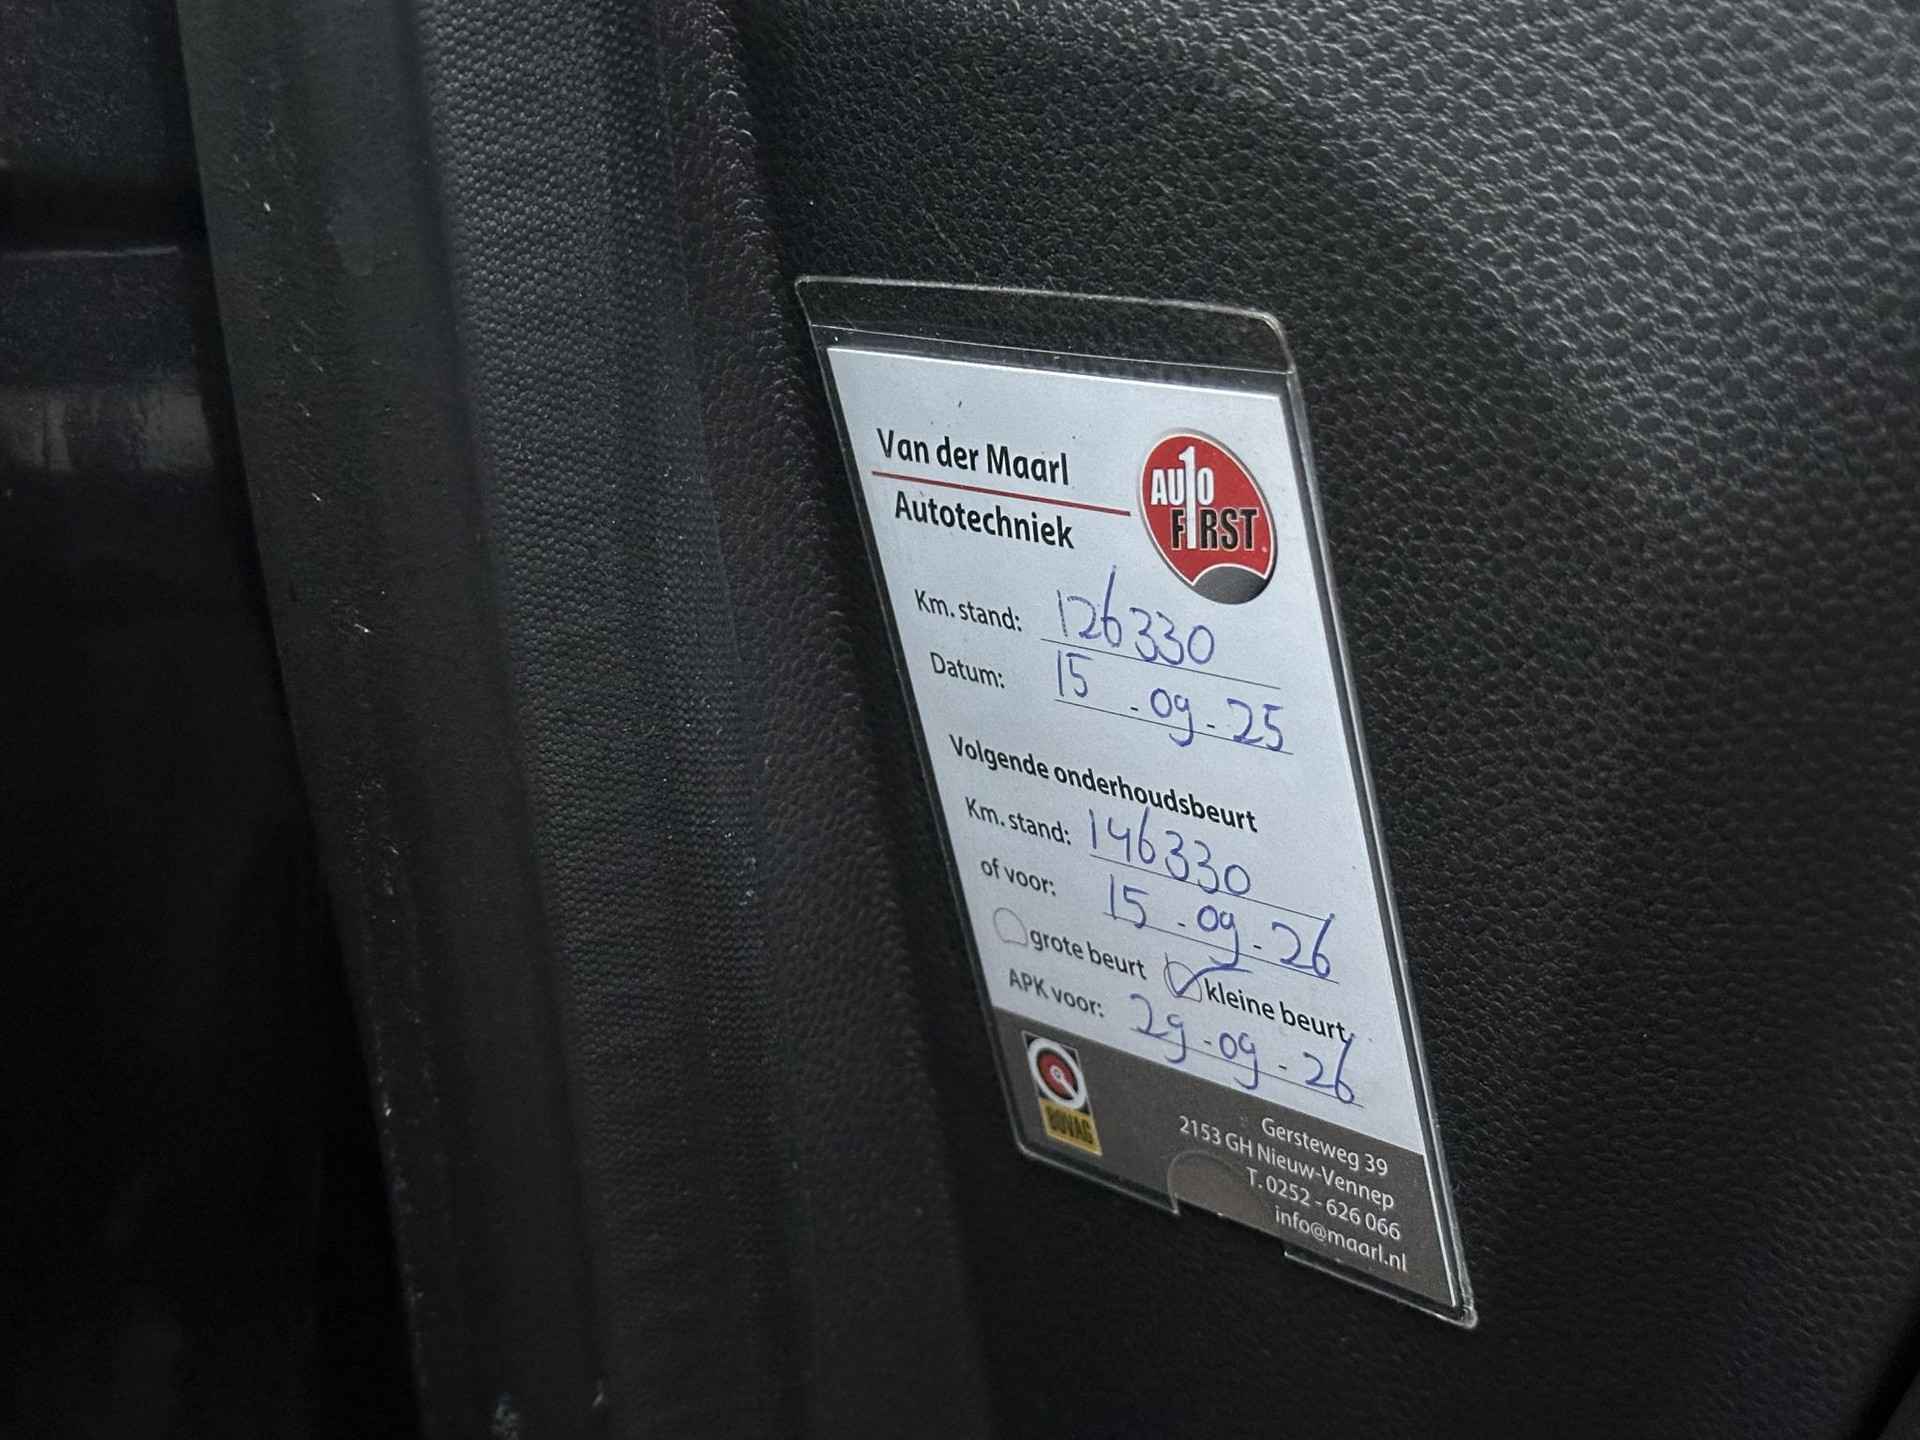 Van der Maarl
Autotechniek
AUTO
F1RST
Km. stand: 126330
Datum: 15 - 09 - 25
Volgende onderhoudsbeurt
Km. stand: 146330
of voor: 15 - 09 - 26
grote beurt kleine beurt
APK voor: 29 - 09 - 26
BOVAG
Gersteweg 39
2153 GH Nieuw-Vennep
T. 0252 - 626 066
info@maarl.nl